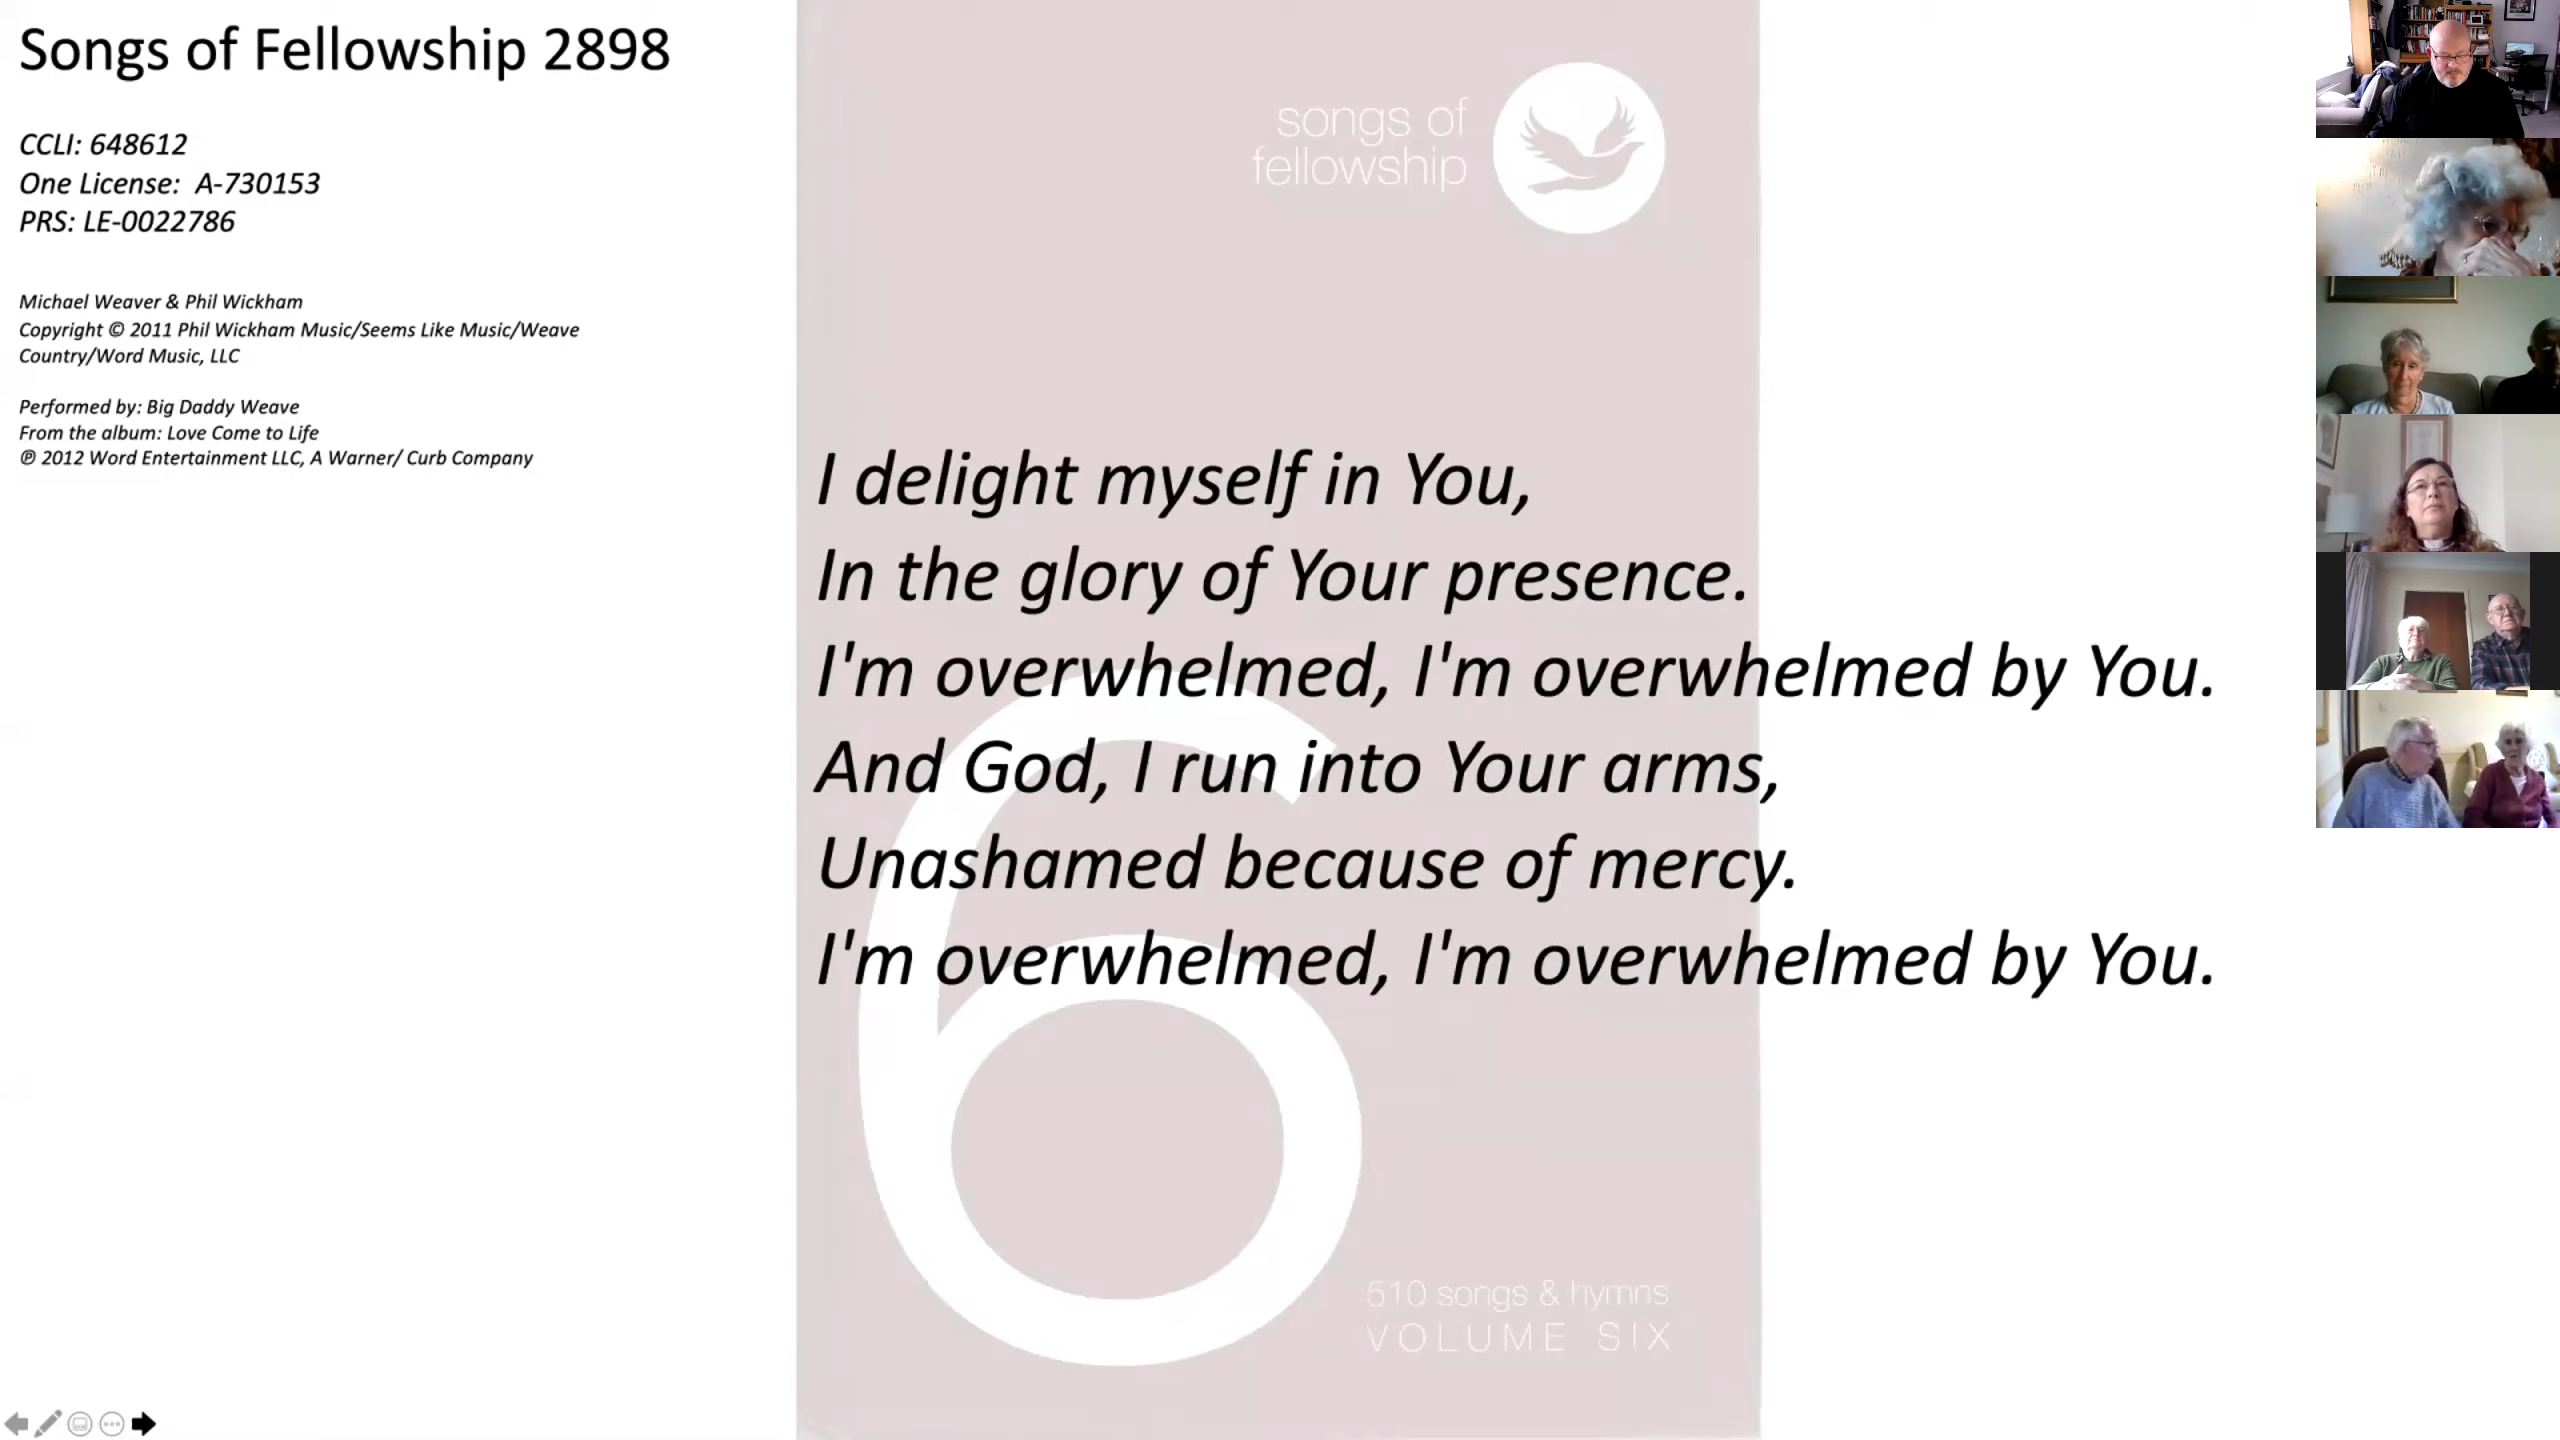 Songs of Fellowship 2898
CCLI: 648612
One License: A-730153
PRS: LE-0022786
Michael Weaver & Phil Wickham
Copyright © 2011 Phil Wickham Music/Seems Like Music/Weave
Country/Word Music, LLC
Performed by: Big Daddy Weave
From the album: Love Come to Life
℗ 2012 Word Entertainment LLC, A Warner/ Curb Company
songs of
fellowship
I delight myself in You,
In the glory of Your presence.
I'm overwhelmed, I'm overwhelmed by You.
And God, I run into Your arms,
Unashamed because of mercy.
I'm overwhelmed, I'm overwhelmed by You.
6
510 songs & hymns
VOLUME SIX